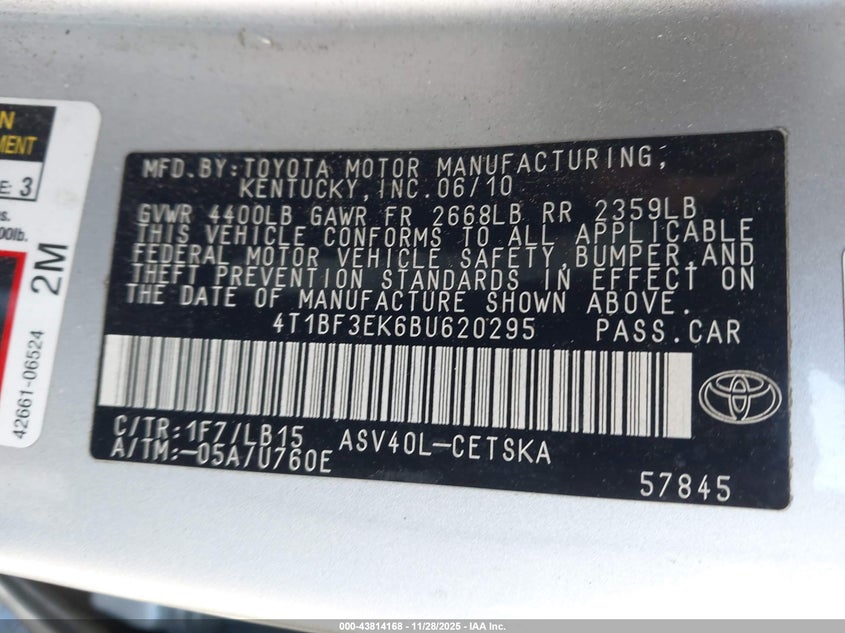 N
MENT
E: 3
s.
00lb.
2M
42661-06524
MFD.BY:TOYOTA MOTOR MANUFACTURING,
KENTUCKY,INC.06/10
GVWR 4400LB GAWR FR 2668LB RR 2359LB
THIS VEHICLE CONFORMS TO ALL APPLICABLE
FEDERAL MOTOR VEHICLE SAFETY,BUMPER,AND
THEFT PREVENTION STANDARDS IN EFFECT ON
THE DATE OF MANUFACTURE SHOWN ABOVE.
4T1BF3EK6BU620295 PASS.CAR
C/TR:1F7/LB15 ASV40L-CETSKA
A/TM:-05A/U760E
57845
000-43814168 | 11/28/2025 - IAA Inc.